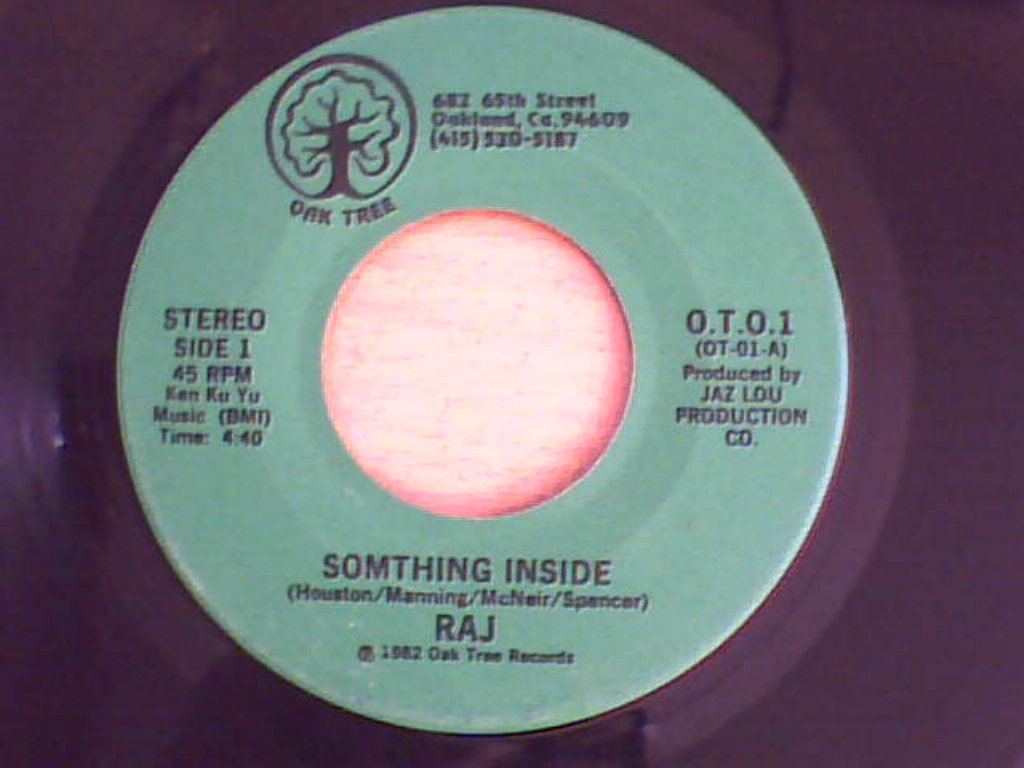 OAK TREE
682 65th Street
Oakland, Ca. 94609
(415) 530-5187
STEREO
SIDE 1
45 RPM
Ken Ku Yu
Music (BMI)
Time: 4:40
O.T.O.1
(OT-01-A)
Produced by
JAZ LOU
PRODUCTION
CO.
SOMTHING INSIDE
(Houston/Manning/McNeir/Spencer)
RAJ
℗ 1982 Oak Tree Records